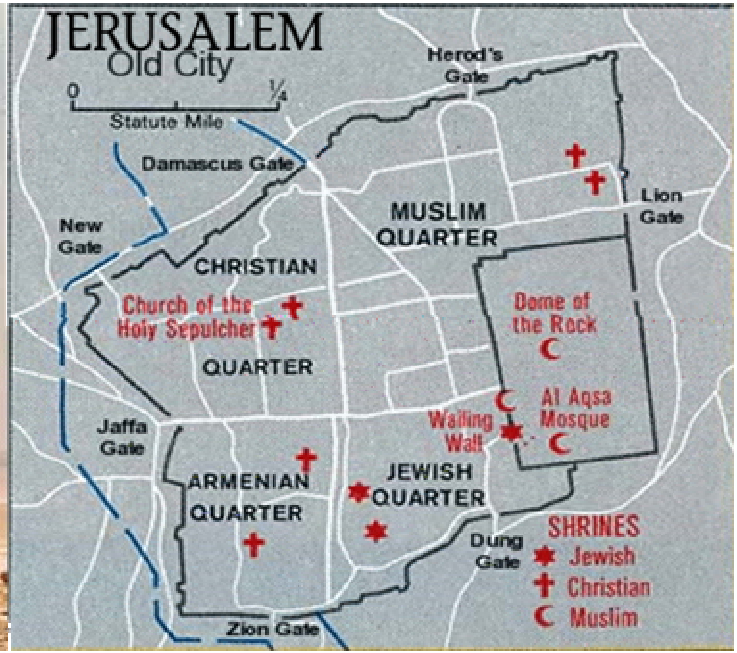 JERUSALEM
Old City
0 ¼
Statute Mile
Herod's
Gate
Damascus Gate
Lion
Gate
New
Gate
MUSLIM
QUARTER
CHRISTIAN
Church of the
Holy Sepulcher
QUARTER
Dome of
the Rock
Jaffa
Gate
Wailing
Wall
Al Aqsa
Mosque
ARMENIAN
QUARTER
JEWISH
QUARTER
Dung
Gate
Zion Gate
SHRINES
Jewish
Christian
Muslim